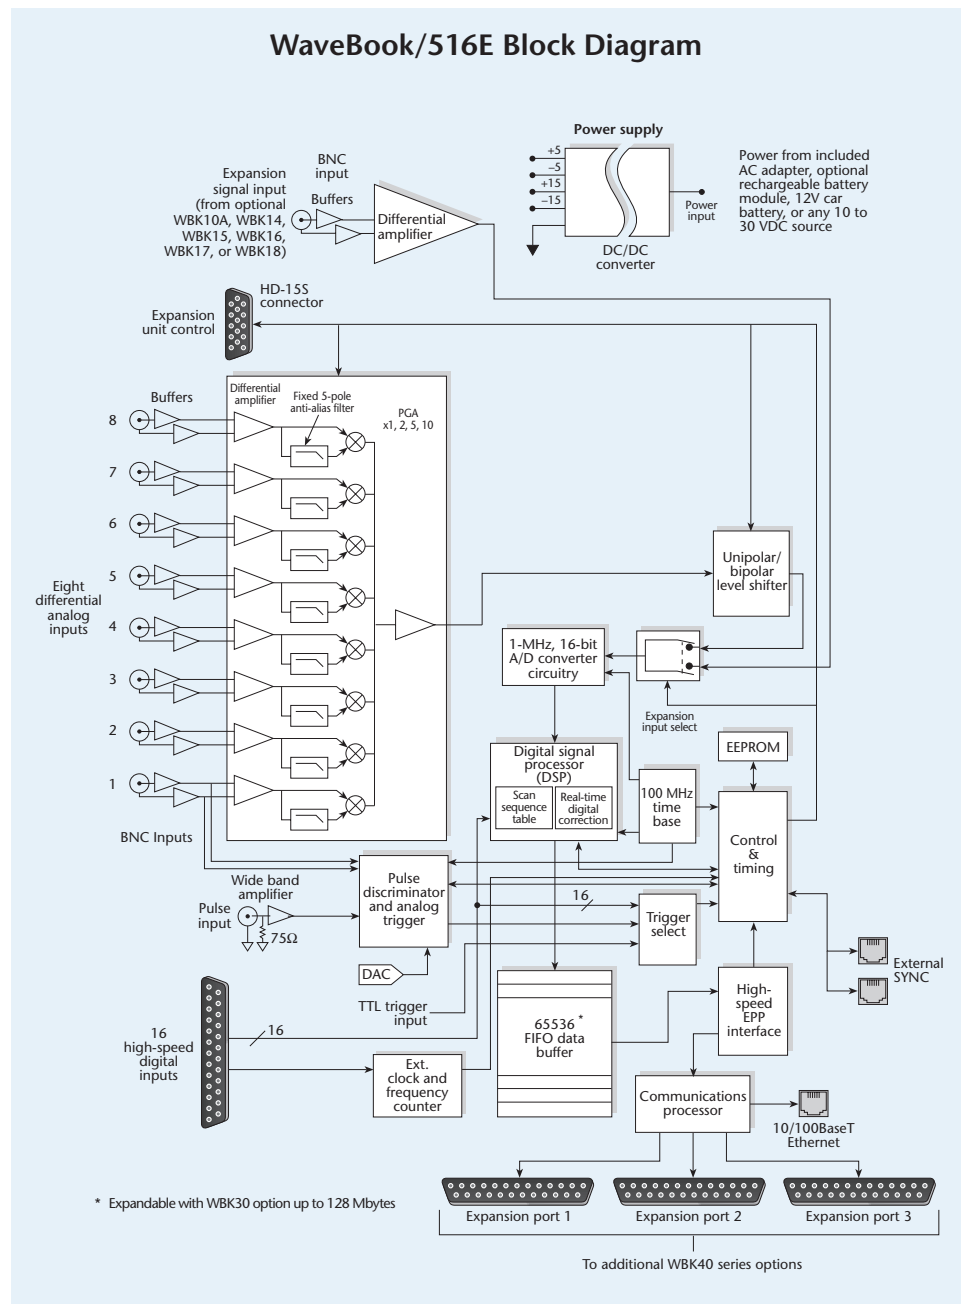 WaveBook/516E Block Diagram
Power supply
+5
–5
+15
–15
DC/DC
converter
Power
input
Power from included
AC adapter, optional
rechargeable battery
module, 12V car
battery, or any 10 to
30 VDC source
BNC
input
Expansion
signal input
(from optional
WBK10A, WBK14,
WBK15, WBK16,
WBK17, or WBK18)
Buffers
Differential
amplifier
HD-15S
connector
Expansion
unit control
Buffers
Differential
amplifier
Fixed 5-pole
anti-alias filter
PGA
x1, 2, 5, 10
8
7
6
5
4
3
2
1
Eight
differential
analog
inputs
BNC Inputs
Unipolar/
bipolar
level shifter
1-MHz, 16-bit
A/D converter
circuitry
Expansion
input select
Digital signal
processor
(DSP)
Scan
sequence
table
Real-time
digital
correction
100 MHz
time
base
EEPROM
Control
&
timing
Pulse
discriminator
and analog
trigger
Wide band
amplifier
Pulse
input
75Ω
DAC
16
Trigger
select
TTL trigger
input
External
SYNC
High-
speed
EPP
interface
65536 *
FIFO data
buffer
16
high-speed
digital
inputs
16
Ext.
clock and
frequency
counter
Communications
processor
10/100BaseT
Ethernet
* Expandable with WBK30 option up to 128 Mbytes
Expansion port 1
Expansion port 2
Expansion port 3
To additional WBK40 series options